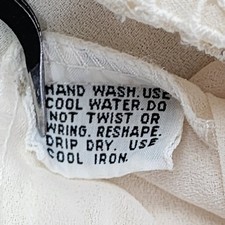 HAND WASH. USE
COOL WATER. DO
NOT TWIST OR
WRING. RESHAPE.
DRIP DRY. USE
COOL IRON.